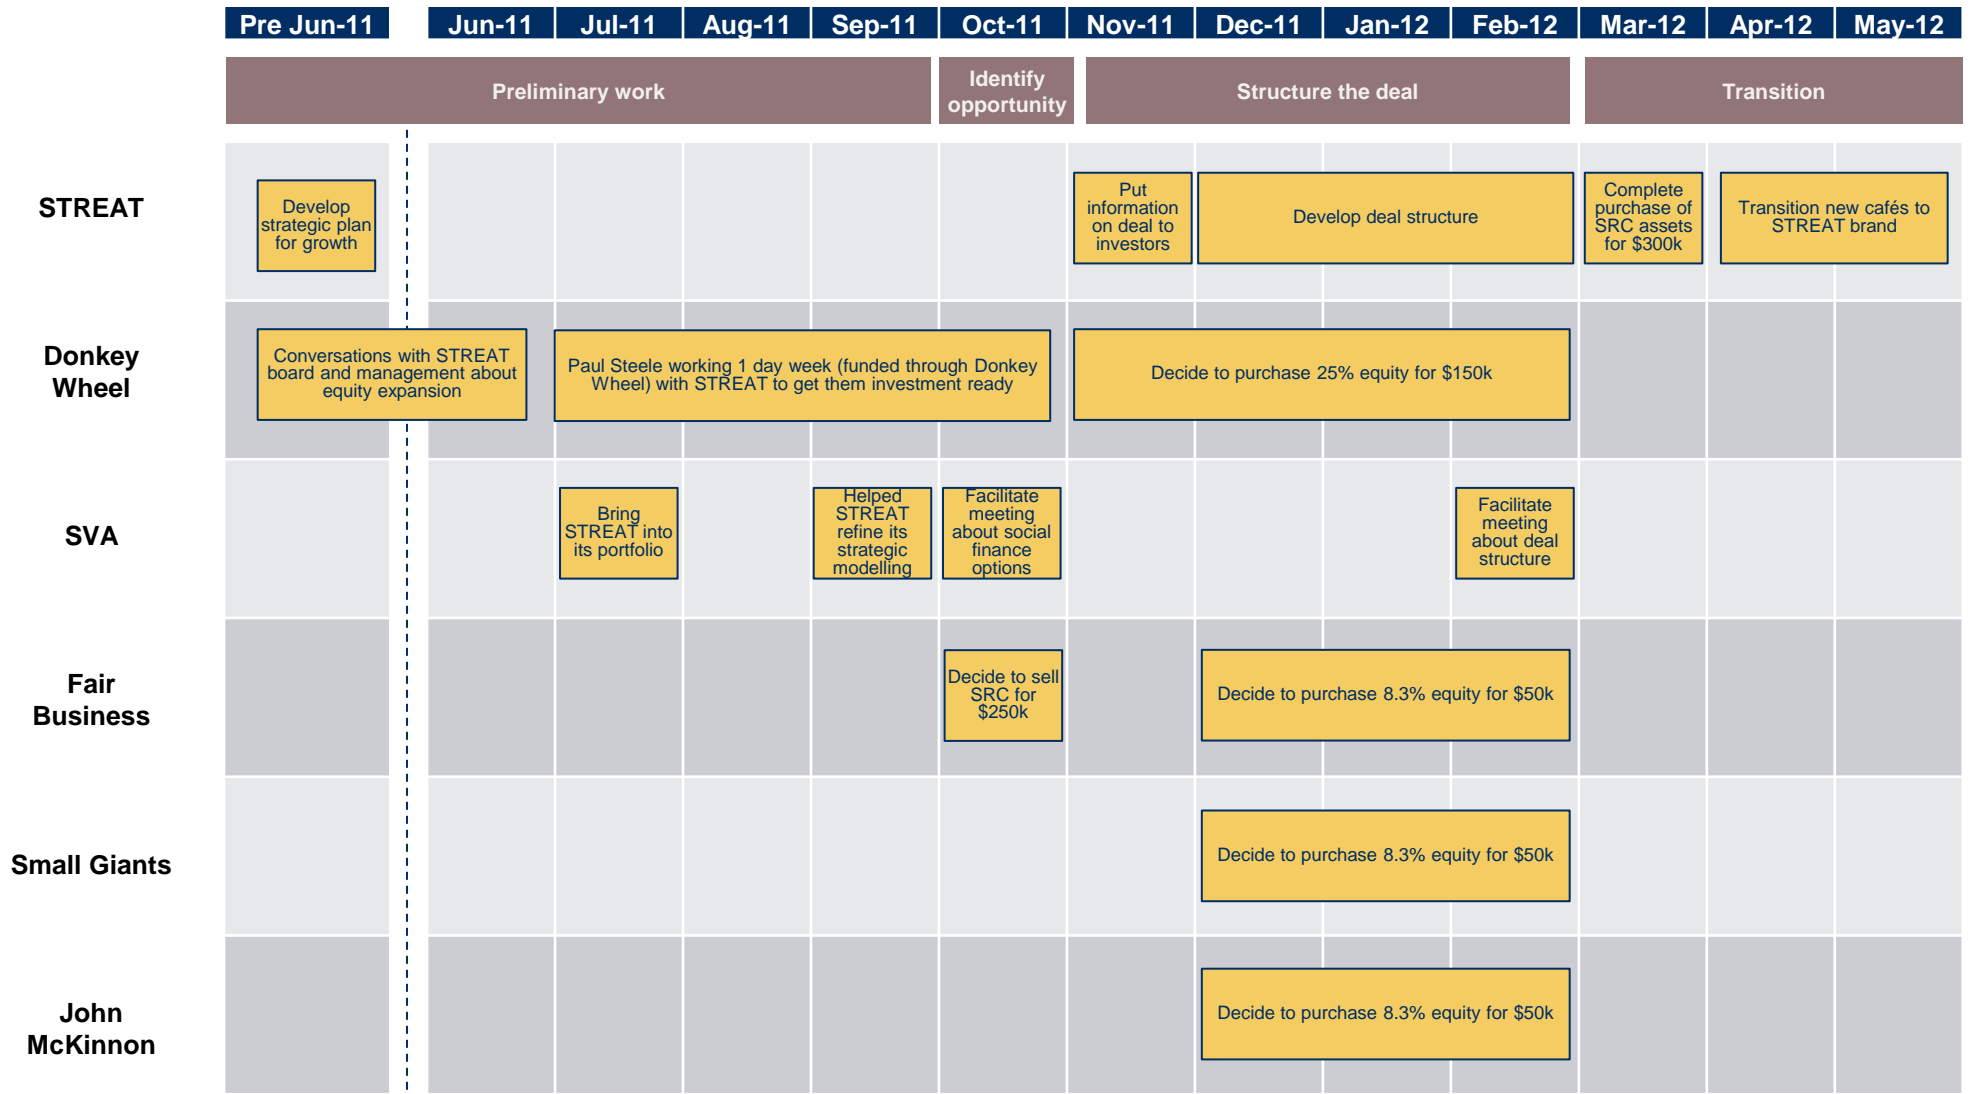 Pre Jun-11 Jun-11 Jul-11 Aug-11 Sep-11 Oct-11 Nov-11 Dec-11 Jan-12 Feb-12 Mar-12 Apr-12 May-12
Preliminary work
Identify
opportunity
Structure the deal
Transition
STREAT
Develop
strategic plan
for growth
Put
information
on deal to
investors
Develop deal structure
Complete
purchase of
SRC assets
for $300k
Transition new cafés to
STREAT brand
Donkey
Wheel
Conversations with STREAT
board and management about
equity expansion
Paul Steele working 1 day week (funded through Donkey
Wheel) with STREAT to get them investment ready
Decide to purchase 25% equity for $150k
SVA
Bring
STREAT into
its portfolio
Helped
STREAT
refine its
strategic
modelling
Facilitate
meeting
about social
finance
options
Facilitate
meeting
about deal
structure
Fair
Business
Decide to sell
SRC for
$250k
Decide to purchase 8.3% equity for $50k
Small Giants
Decide to purchase 8.3% equity for $50k
John
McKinnon
Decide to purchase 8.3% equity for $50k